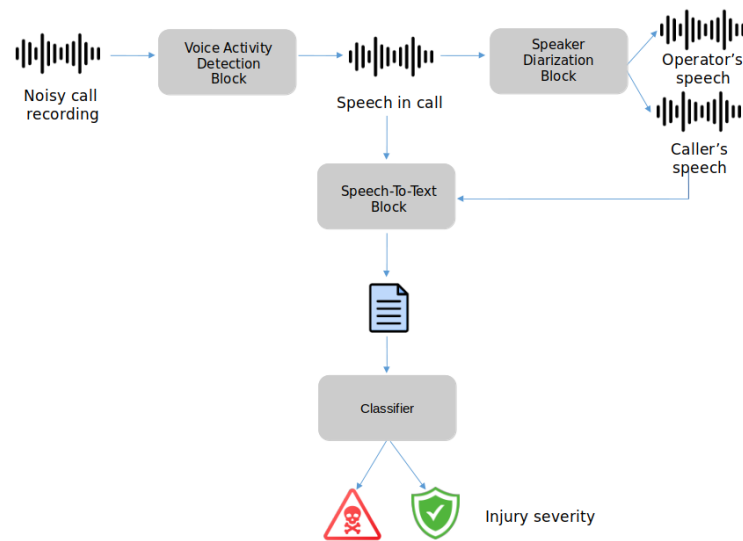 Voice Activity
Detection
Block
Speaker
Diarization
Block
Operator's
speech
Noisy call
recording
Speech in call
Caller's
speech
Speech-To-Text
Block
Classifier
Injury severity